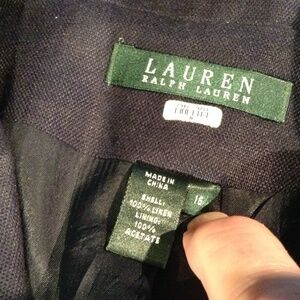 LAUREN
RALPH LAUREN
MADE IN
CHINA
SHELL:
100% LINEN
LINING:
100%
ACETATE
16